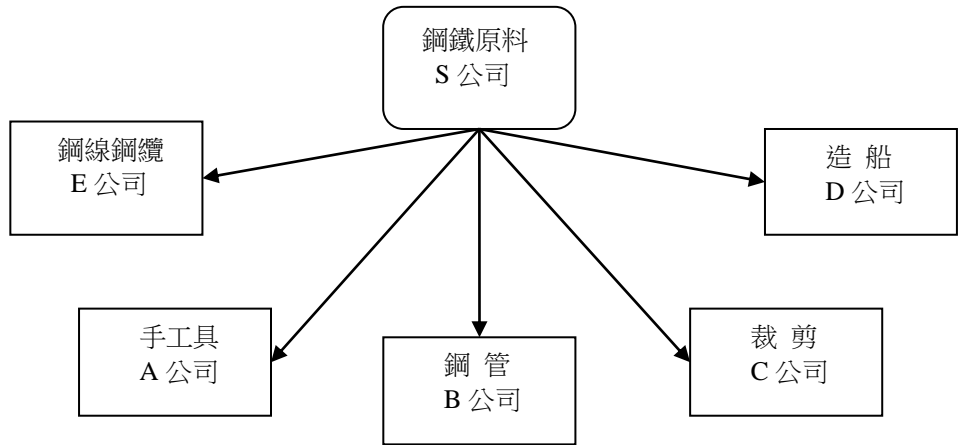 鋼鐵原料
S 公司
鋼線鋼纜
E 公司
造 船
D 公司
手工具
A 公司
鋼 管
B 公司
裁 剪
C 公司